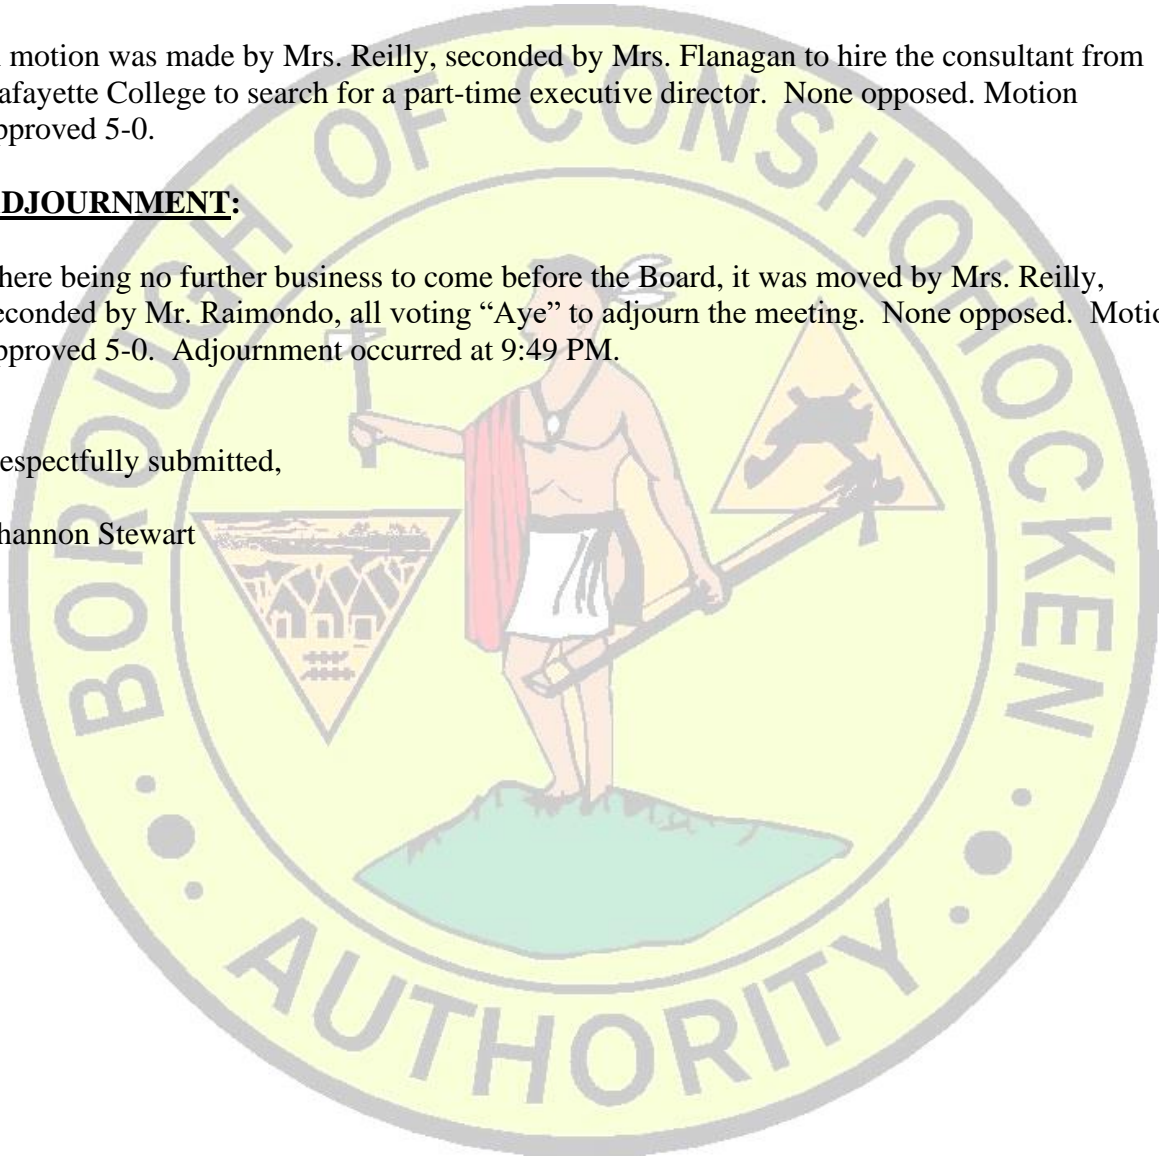 motion was made by Mrs. Reilly, seconded by Mrs. Flanagan to hire the consultant from
afayette College to search for a part-time executive director.  None opposed. Motion
pproved 5-0.
DJOURNMENT:
here being no further business to come before the Board, it was moved by Mrs. Reilly,
econded by Mr. Raimondo, all voting “Aye” to adjourn the meeting.  None opposed.  Motio
pproved 5-0.  Adjournment occurred at 9:49 PM.
espectfully submitted,
hannon Stewart
BOROUGH OF CONSHOHOCKEN
AUTHORITY